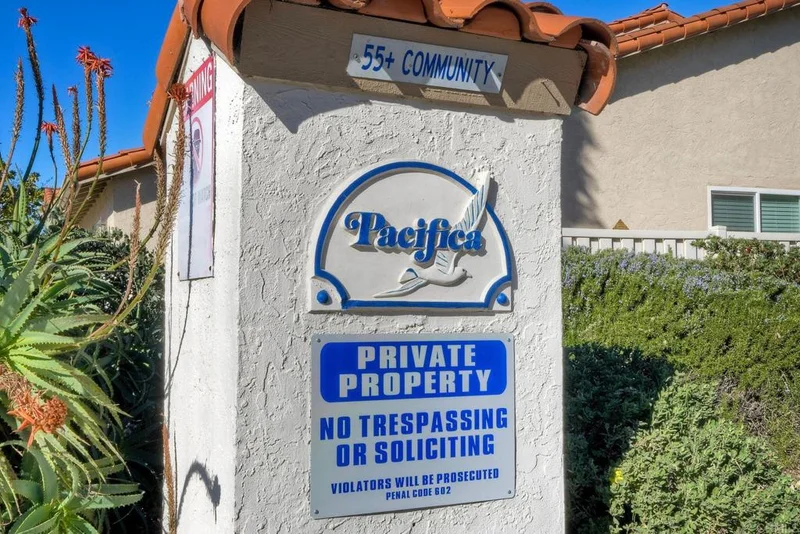 55+ COMMUNITY
Pacifica
PRIVATE
PROPERTY
NO TRESPASSING
OR SOLICITING
VIOLATORS WILL BE PROSECUTED
PENAL CODE 602